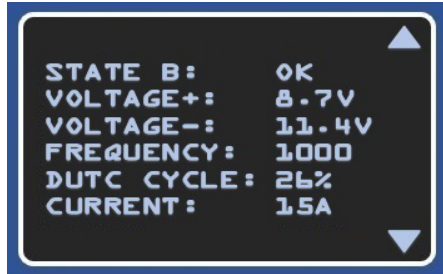 STATE B: OK
VOLTAGE+: 8.7V
VOLTAGE-: 11.4V
FREQUENCY: 1000
DUTC CYCLE: 26%
CURRENT: 15A